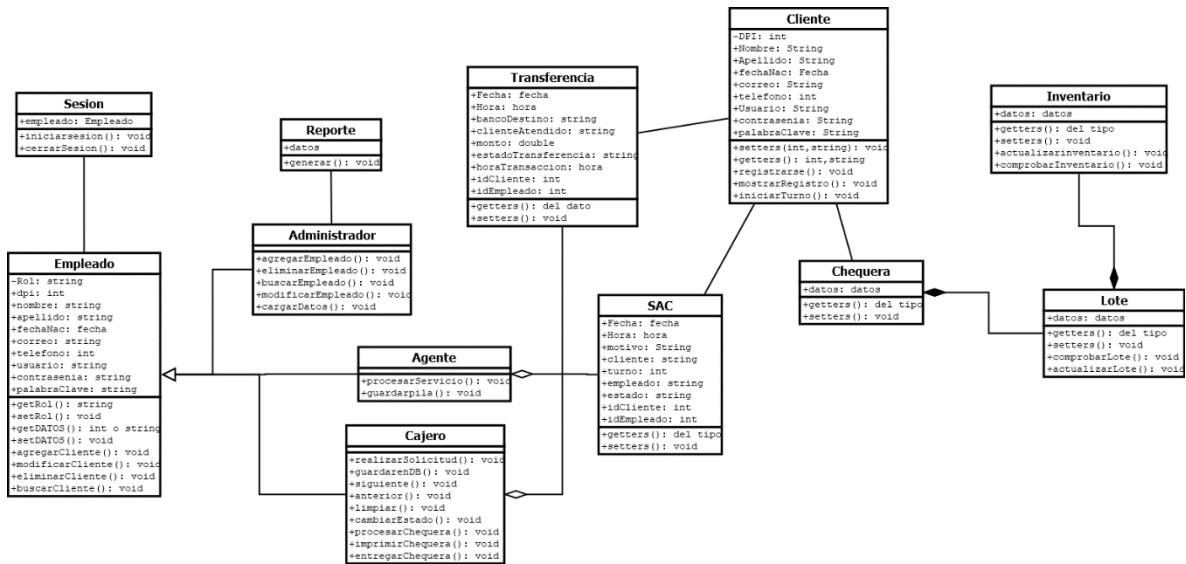 Cliente
-DPI: int
+Nombre: String
+Apellido: String
+fechaNac: Fecha
+correo: String
+telefono: int
+Usuario: String
+contrasenia: String
+palabraClave: String
+setters(int,string): void
+getters(): int,string
+registrarse(): void
+mostrarRegistro(): void
+iniciarTurno(): void
Transferencia
+Fecha: fecha
+Hora: hora
+bancoDestino: string
+clienteAtendido: string
+monto: double
+estadoTransferencia: string
+horaTransaccion: hora
+idCliente: int
+idEmpleado: int
+getters(): del dato
+setters(): void
Sesion
+empleado: Empleado
+iniciarsesion(): void
+cerrarSesion(): void
Reporte
+datos
+generar(): void
Inventario
+datos: datos
+getters(): del tipo
+setters(): void
+actualizarinventario(): void
+comprobarInventario(): void
Administrador
+agregarEmpleado(): void
+eliminarEmpleado(): void
+buscarEmpleado(): void
+modificarEmpleado(): void
+cargarDatos(): void
Empleado
-Rol: string
+dpi: int
+nombre: string
+apellido: string
+fechaNac: fecha
+correo: string
+telefono: int
+usuario: string
+contrasenia: string
+palabraClave: string
+getRol(): string
+setRol(): void
+getDATOS(): int o string
+setDATOS(): void
+agregarCliente(): void
+modificarCliente(): void
+eliminarCliente(): void
+buscarCliente(): void
Chequera
+datos: datos
+getters(): del tipo
+setters(): void
Lote
+datos: datos
+getters(): del tipo
+setters(): void
+comprobarLote(): void
+actualizarLote(): void
SAC
+Fecha: fecha
+Hora: hora
+motivo: String
+cliente: string
+turno: int
+empleado: string
+estado: string
+idCliente: int
+idEmpleado: int
+getters(): del tipo
+setters(): void
Agente
+procesarServicio(): void
+guardarpila(): void
Cajero
+realizarSolicitud(): void
+guardarenDB(): void
+siguiente(): void
+anterior(): void
+limpiar(): void
+cambiarEstado(): void
+procesarChequera(): void
+imprimirChequera(): void
+entregarChequera(): void